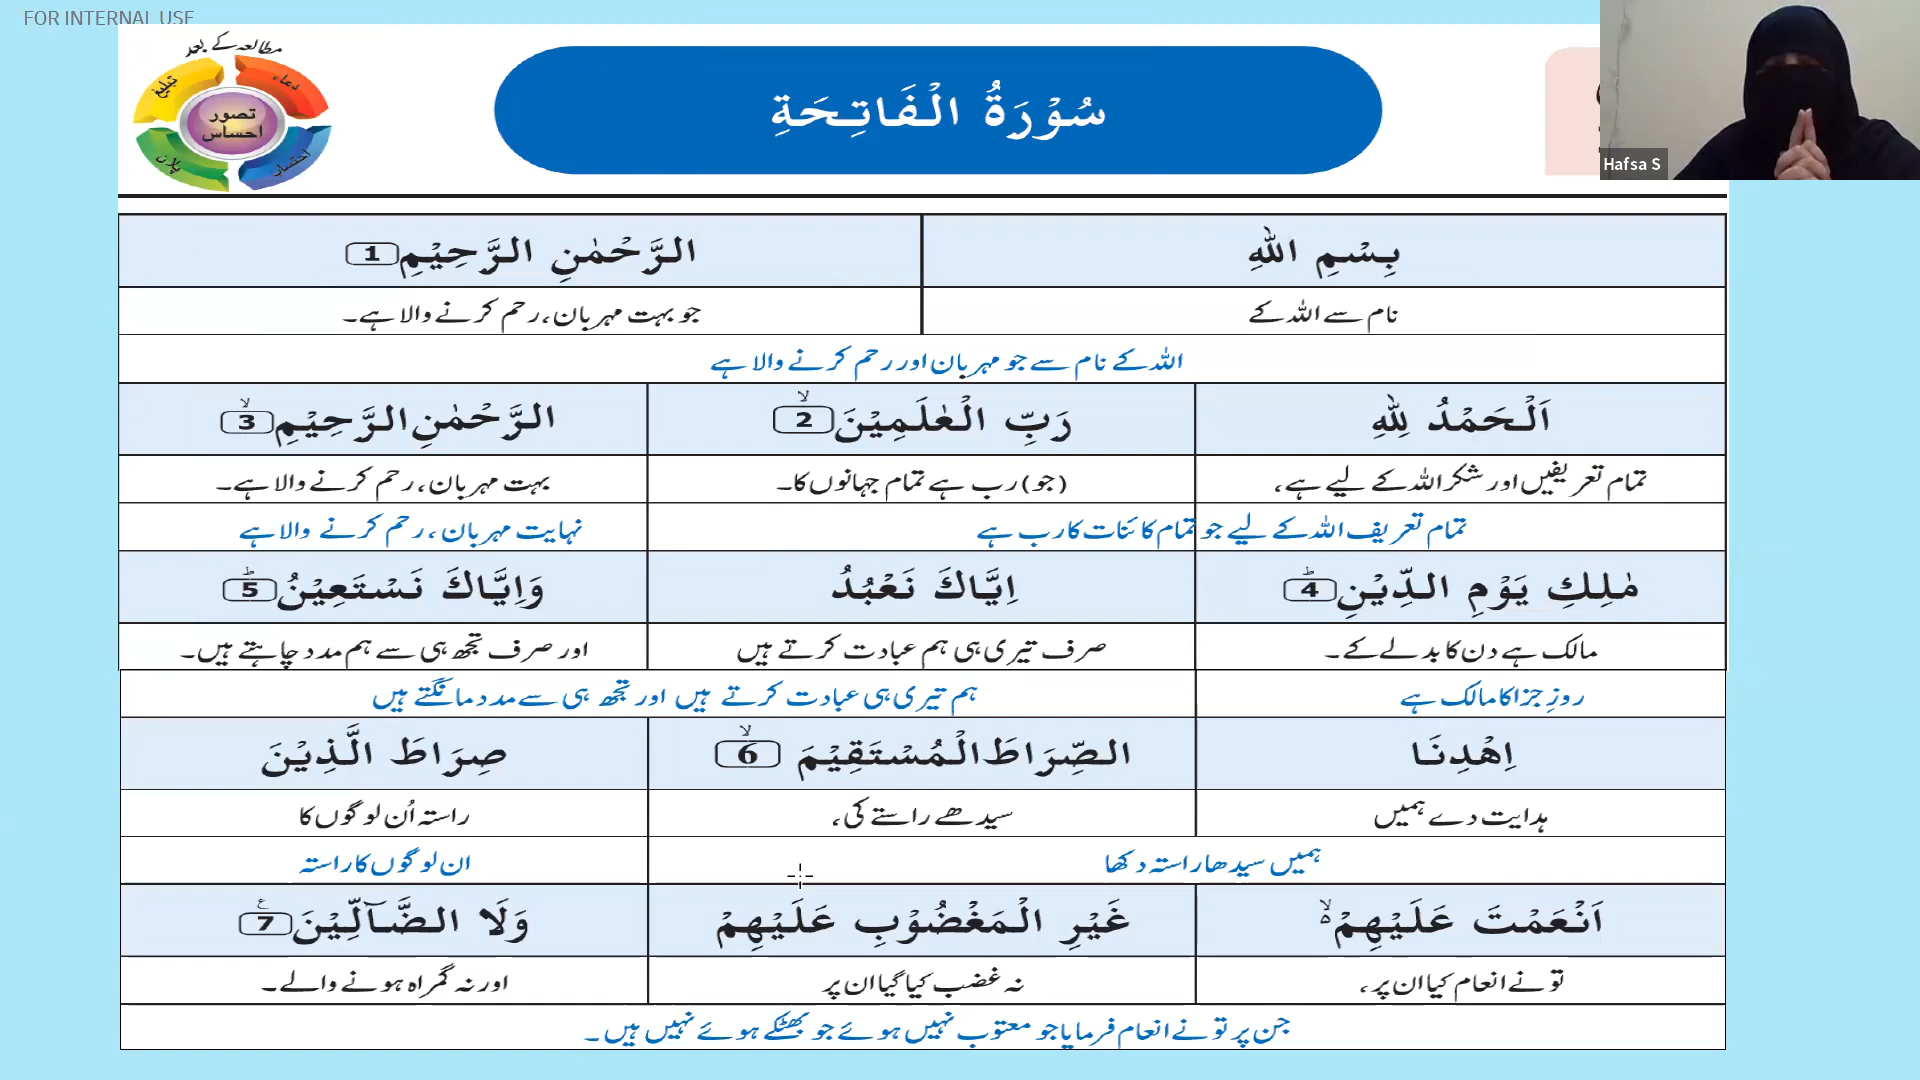 FOR INTERNAL USE
مطالعہ کے بعد
دعاء
تبلیغ
تصور
احساس
احتساب
پلان
سُوْرَةُ الْفَاتِحَةِ
Hafsa S
بِسْمِ اللّٰهِ الرَّحْمٰنِ الرَّحِيْمِ 1
نام سے اللہ کے جو بہت مہربان، رحم کرنے والا ہے۔
اللہ کے نام سے جو مہربان اور رحم کرنے والا ہے
اَلْحَمْدُ لِلّٰهِ رَبِّ الْعٰلَمِيْنَ ۙ 2 الرَّحْمٰنِ الرَّحِيْمِ ۙ 3
تمام تعریفیں اور شکر اللہ کے لیے ہے، (جو) رب ہے تمام جہانوں کا۔ بہت مہربان، رحم کرنے والا ہے۔
تمام تعریف اللہ کے لیے جو تمام کائنات کا رب ہے نہایت مہربان، رحم کرنے والا ہے
مٰلِكِ يَوْمِ الدِّيْنِ ؕ 4 اِيَّاكَ نَعْبُدُ وَاِيَّاكَ نَسْتَعِيْنُ ؕ 5
مالک ہے دن کا بدلے کے۔ صرف تیری ہی ہم عبادت کرتے ہیں اور صرف تجھ ہی سے ہم مدد چاہتے ہیں۔
روزِ جزا کا مالک ہے ہم تیری ہی عبادت کرتے ہیں اور تجھ ہی سے مدد مانگتے ہیں
اِهْدِنَا الصِّرَاطَ الْمُسْتَقِيْمَ ۙ 6 صِرَاطَ الَّذِيْنَ
ہدایت دے ہمیں سیدھے راستے کی، راستہ اُن لوگوں کا
ہمیں سیدھا راستہ دکھا ان لوگوں کا راستہ
اَنْعَمْتَ عَلَيْهِمْ ۙ۬ غَيْرِ الْمَغْضُوْبِ عَلَيْهِمْ وَلَا الضَّآلِّيْنَ ۧ 7
تو نے انعام کیا ان پر، نہ غضب کیا گیا ان پر اور نہ گمراہ ہونے والے۔
جن پر تو نے انعام فرمایا جو معتوب نہیں ہوئے جو بھٹکے ہوئے نہیں ہیں۔